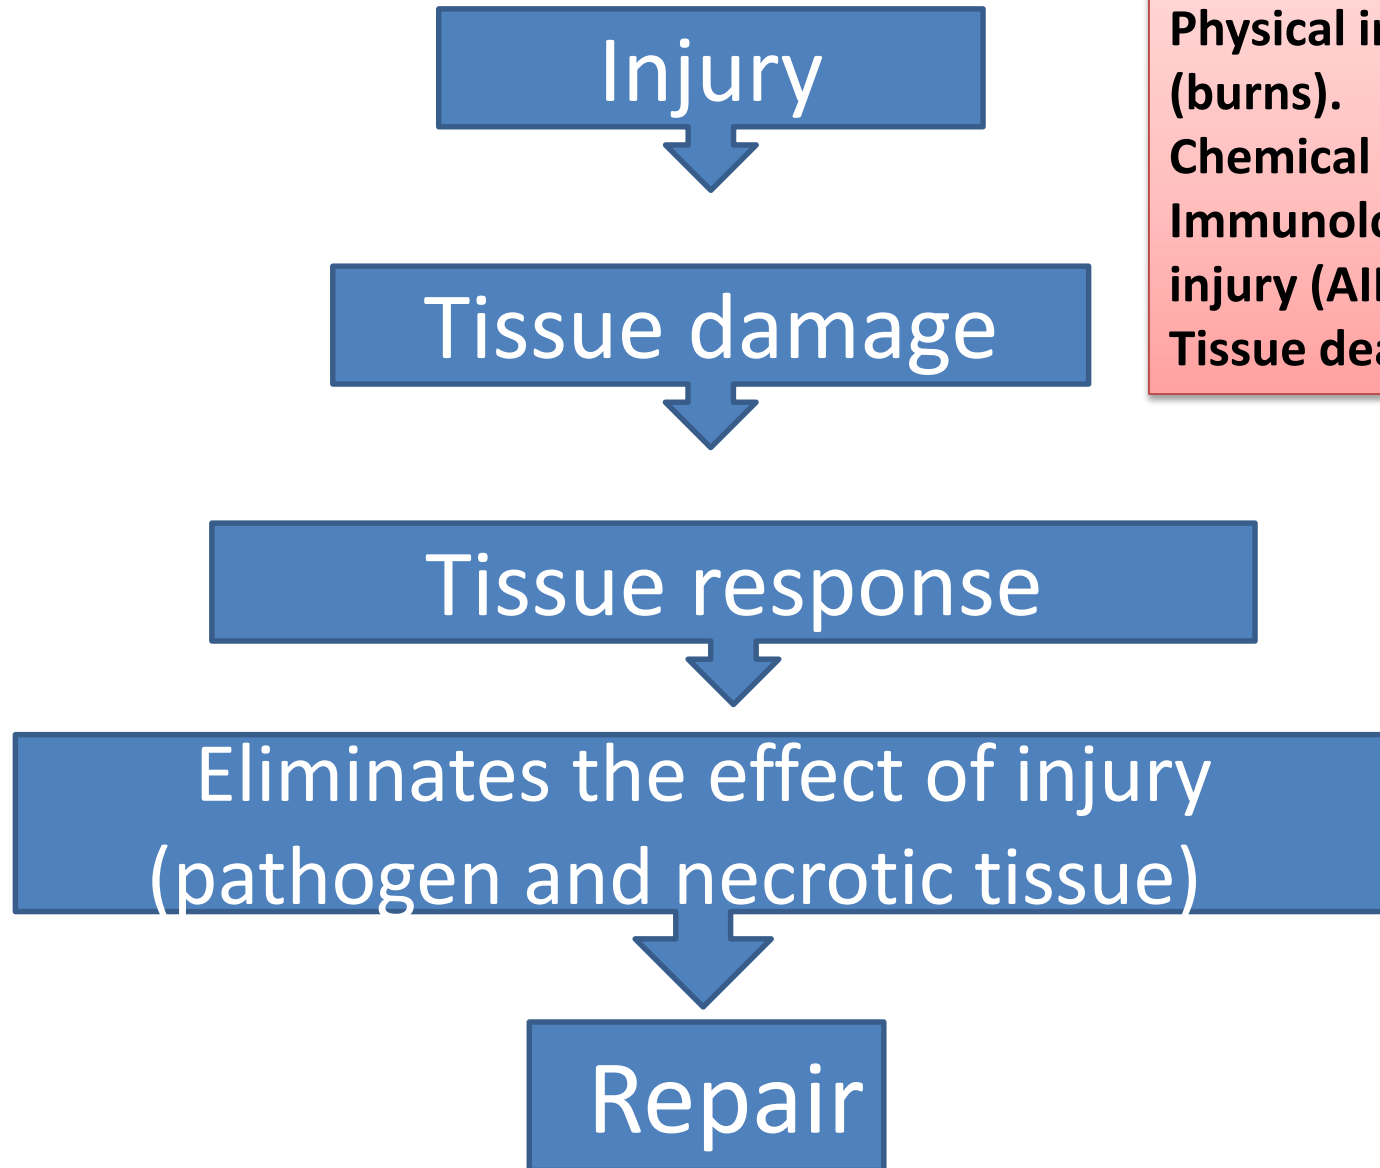 Injury
Tissue damage
Tissue response
Eliminates the effect of injury
(pathogen and necrotic tissue)
Repair
Physical
(burns).
Chemical
injury
Tissue